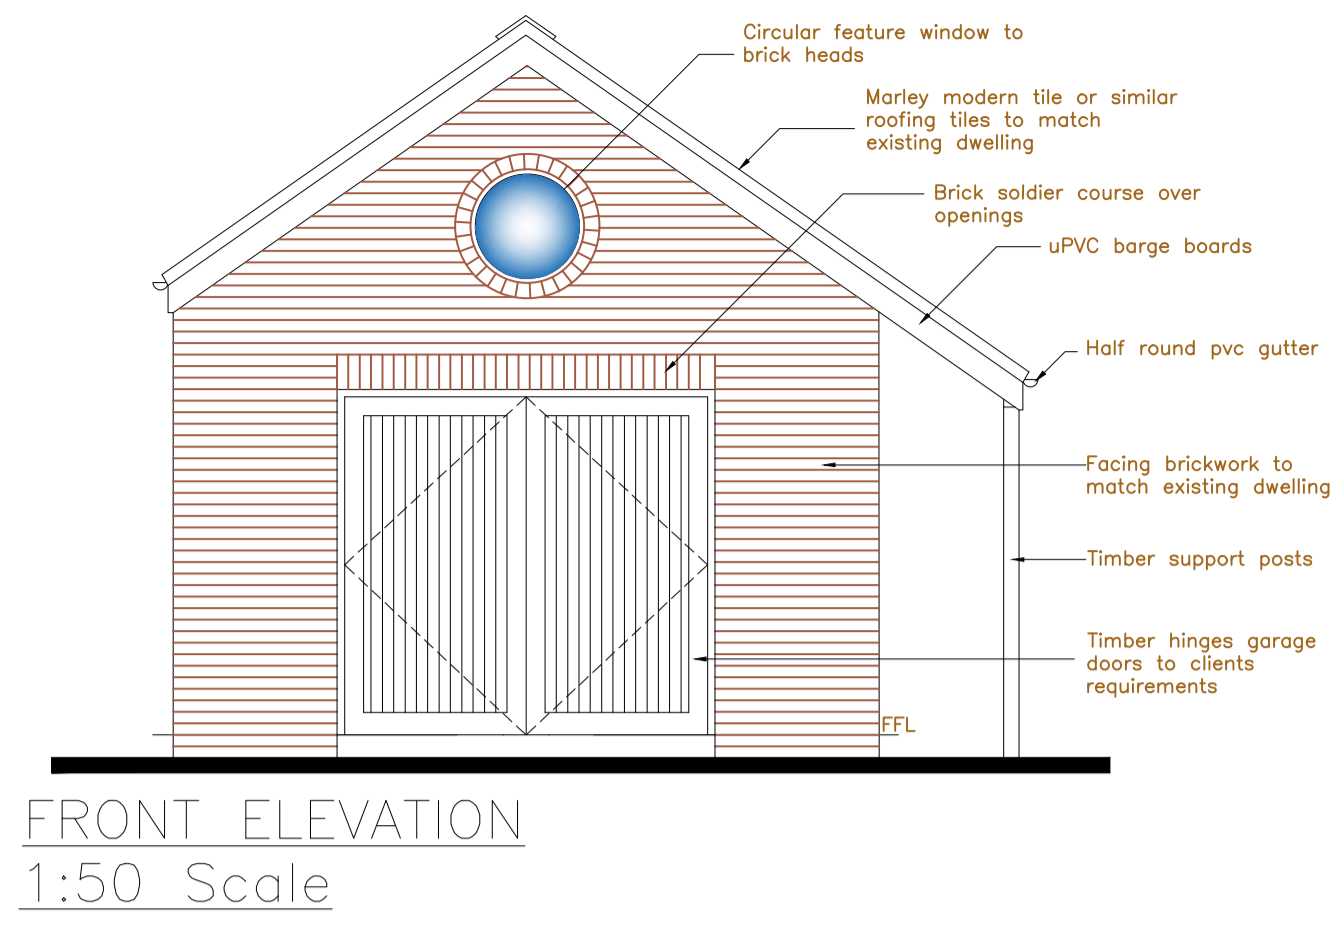 Circular feature window to
brick heads
Marley modern tile or similar
roofing tiles to match
existing dwelling
Brick soldier course over
openings
uPVC barge boards
Half round pvc gutter
Facing brickwork to
match existing dwelling
Timber support posts
Timber hinges garage
doors to clients
requirements
FFL
FRONT ELEVATION
1:50 Scale